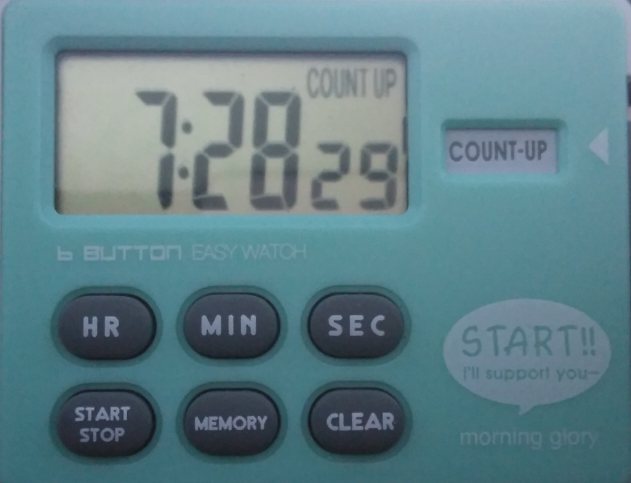 COUNT UP
7:28 29
COUNT-UP
6 BUTTON EASY WATCH
HR MIN SEC
START!!
I'll support you~
START STOP
MEMORY
CLEAR
morning glory